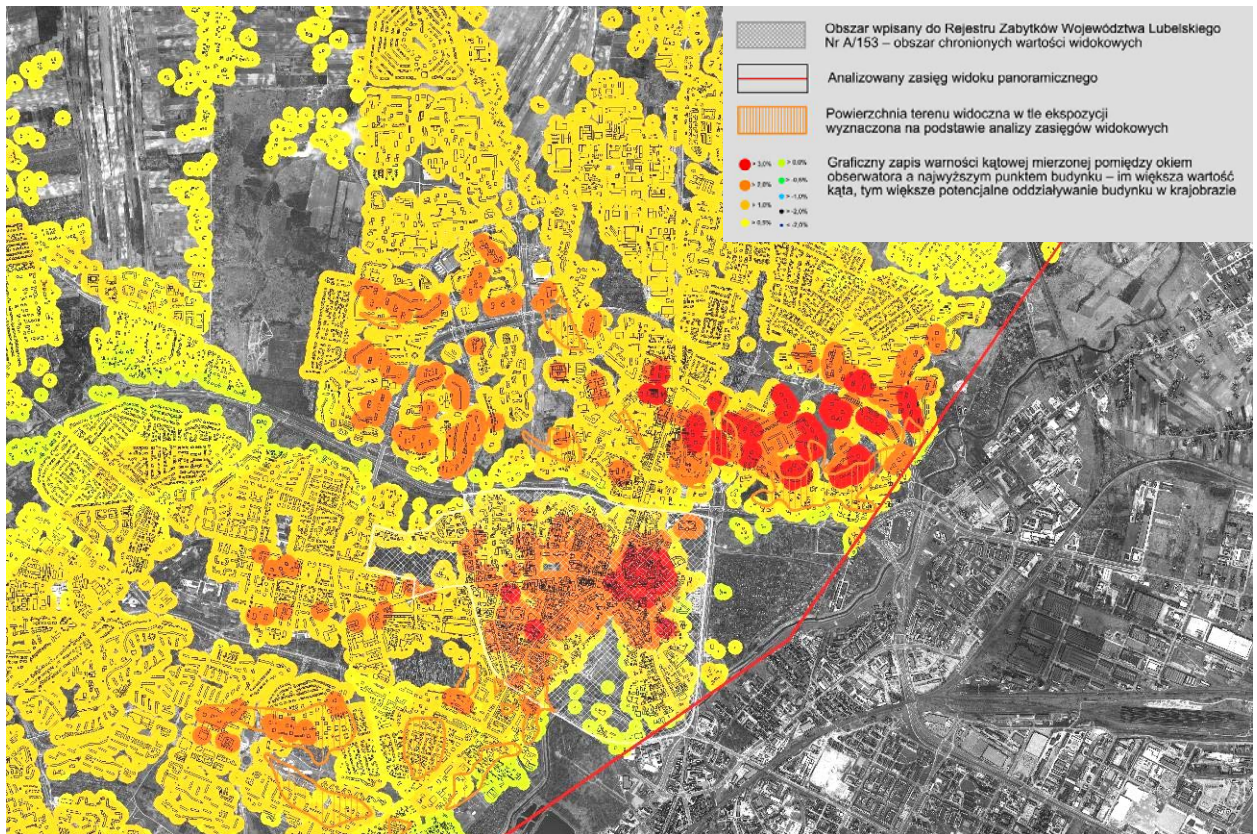 Obszar wpisany do Rejestru Zabytków Województwa Lubelskiego
Nr A/153 – obszar chronionych wartości widokowych
Analizowany zasięg widoku panoramicznego
Powierzchnia terenu widoczna w tle ekspozycji
wyznaczona na podstawie analizy zasięgów widokowych
Graficzny zapis warności kątowej mierzonej pomiędzy okiem
obserwatora a najwyższym punktem budynku – im większa wartość
kąta, tym większe potencjalne oddziaływanie budynku w krajobrazie
> 3,0% > 0,0%
> 2,0% > -0,5%
> 1,0% > -1,0%
> 0,5% > -2,0%
< -2,0%